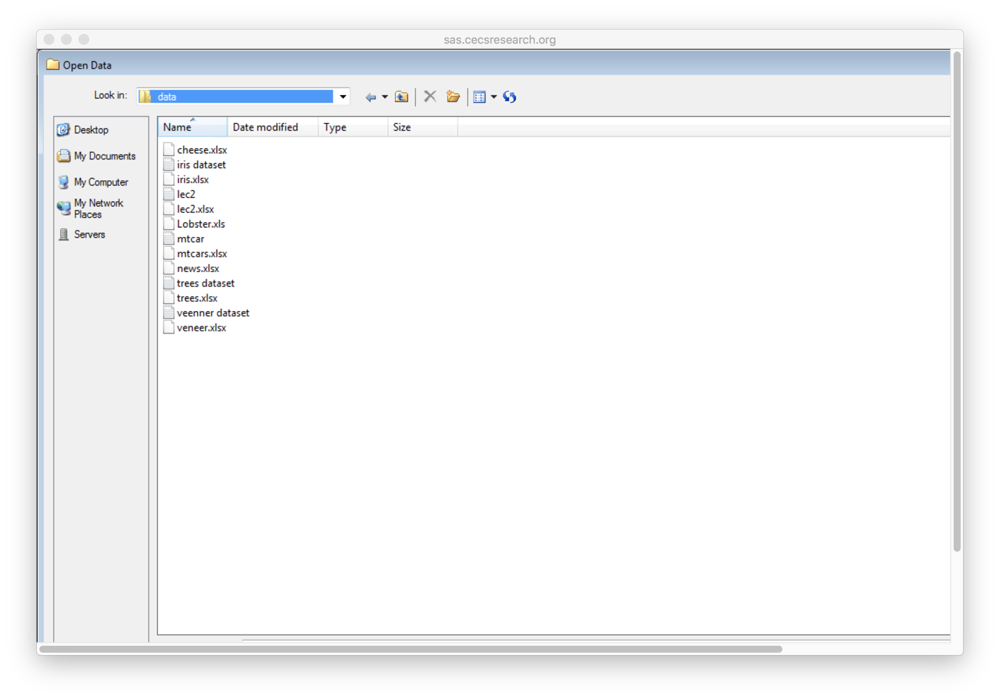 sas.cecsresearch.org
Open Data
Look in: data
Desktop
My Documents
My Computer
My Network
Places
Servers
Name Date modified Type Size
cheese.xlsx
iris dataset
iris.xlsx
lec2
lec2.xlsx
Lobster.xls
mtcar
mtcars.xlsx
news.xlsx
trees dataset
trees.xlsx
veenner dataset
veneer.xlsx